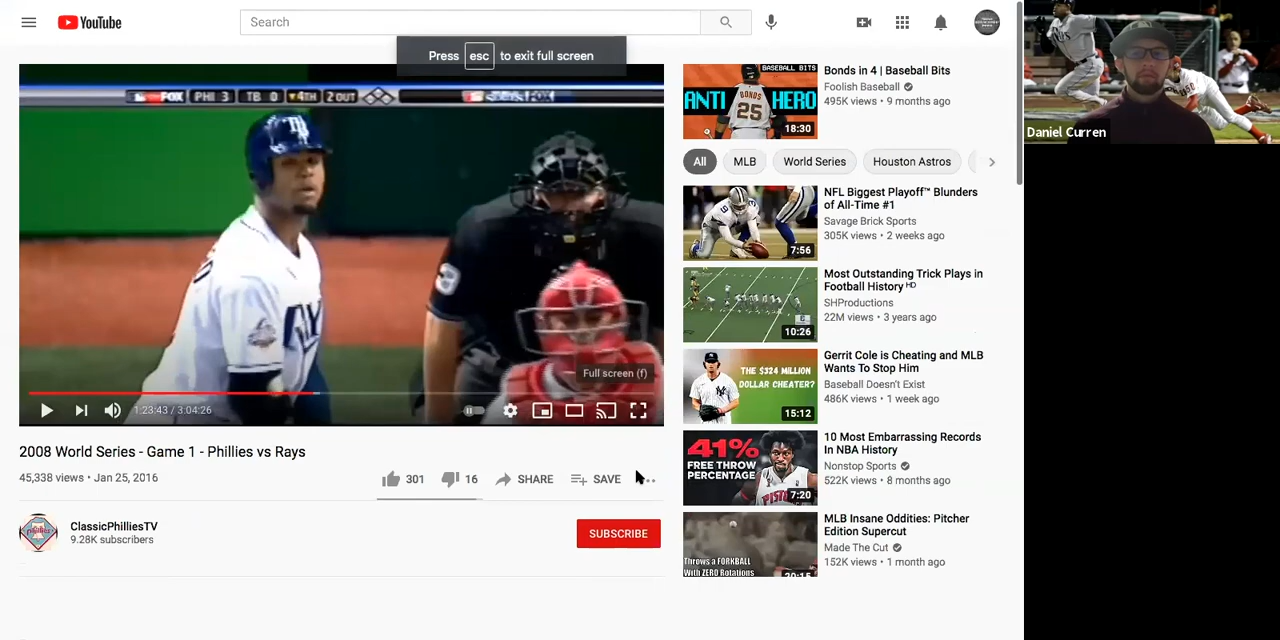 YouTube
Search
Press esc to exit full screen
FOX PHI 3 TB 0 ▼4TH 2 OUT
Full screen (f)
1:23:43 / 3:04:26
2008 World Series - Game 1 - Phillies vs Rays
45,338 views • Jan 25, 2016
301 16 SHARE SAVE
ClassicPhilliesTV
9.28K subscribers
SUBSCRIBE
BASEBALL BITS
ANTI HERO
BONDS
25
18:30
Bonds in 4 | Baseball Bits
Foolish Baseball
495K views • 9 months ago
All MLB World Series Houston Astros
7:56
NFL Biggest Playoff™ Blunders
of All-Time #1
Savage Brick Sports
305K views • 2 weeks ago
10:26
Most Outstanding Trick Plays in
Football History ᴴᴰ
SHProductions
22M views • 3 years ago
THE $324 MILLION
DOLLAR CHEATER?
15:12
Gerrit Cole is Cheating and MLB
Wants To Stop Him
Baseball Doesn't Exist
486K views • 1 week ago
41%
FREE THROW
PERCENTAGE
7:20
10 Most Embarrassing Records
In NBA History
Nonstop Sports
522K views • 8 months ago
Throws a FORKBALL
With ZERO Rotations
20:15
MLB Insane Oddities: Pitcher
Edition Supercut
Made The Cut
152K views • 1 month ago
Daniel Curren